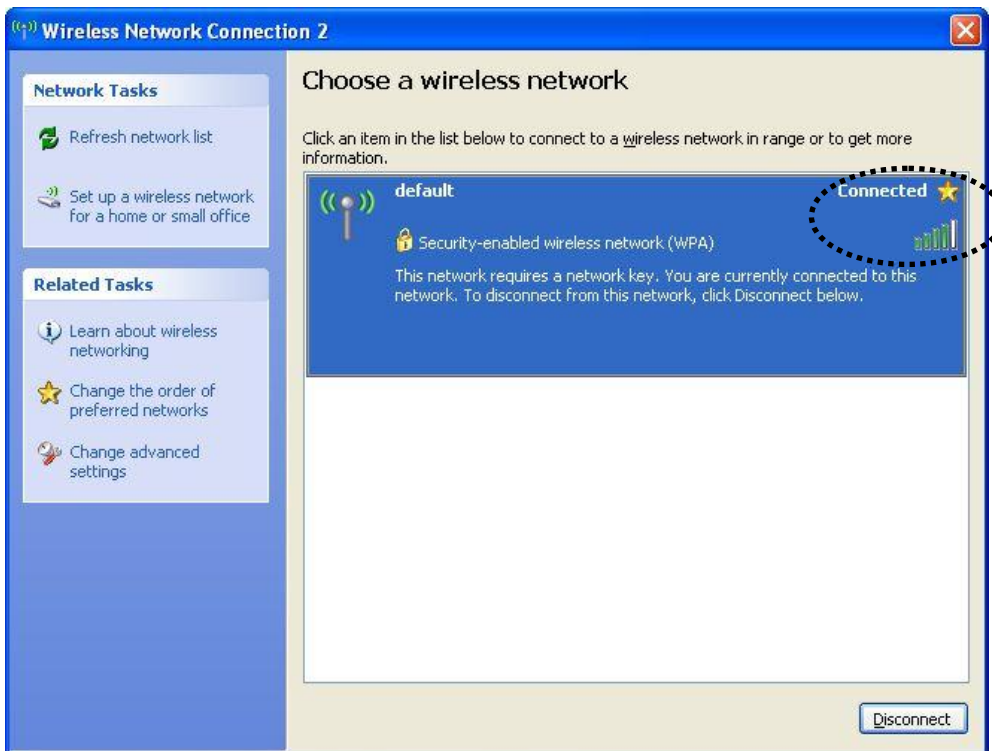 Wireless Network Connection 2
Network Tasks
Refresh network list
Set up a wireless network
for a home or small office
Related Tasks
Learn about wireless
networking
Change the order of
preferred networks
Change advanced
settings
Choose a wireless network
Click an item in the list below to connect to a wireless network in range or to get more
information.
default
Connected
Security-enabled wireless network (WPA)
This network requires a network key. You are currently connected to this
network. To disconnect from this network, click Disconnect below.
Disconnect